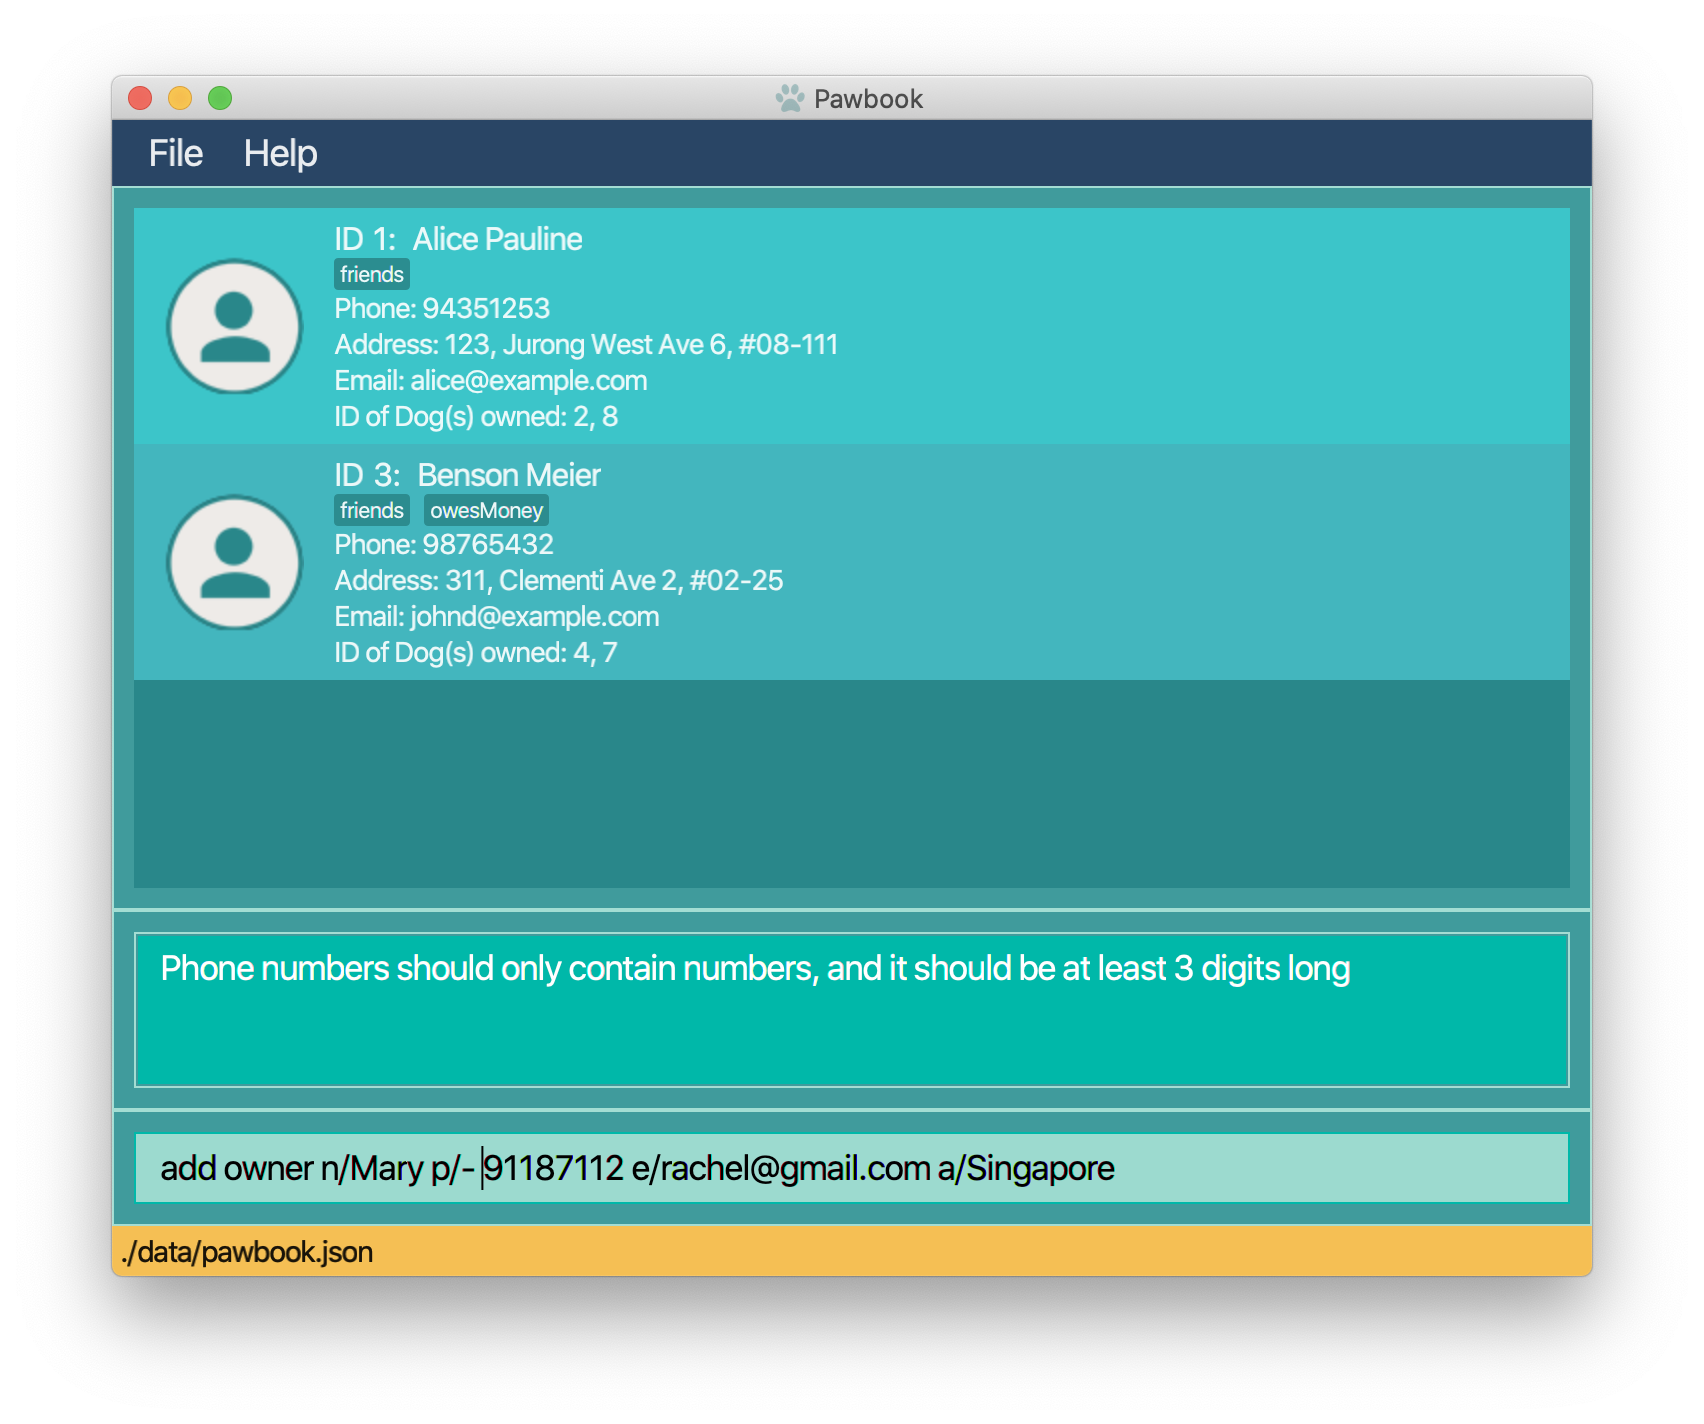 Pawbook
File Help
ID 1: Alice Pauline
friends
Phone: 94351253
Address: 123, Jurong West Ave 6, #08-111
Email: alice@example.com
ID of Dog(s) owned: 2, 8
ID 3: Benson Meier
friends owesMoney
Phone: 98765432
Address: 311, Clementi Ave 2, #02-25
Email: johnd@example.com
ID of Dog(s) owned: 4, 7
Phone numbers should only contain numbers, and it should be at least 3 digits long
add owner n/Mary p/-91187112 e/rachel@gmail.com a/Singapore
./data/pawbook.json